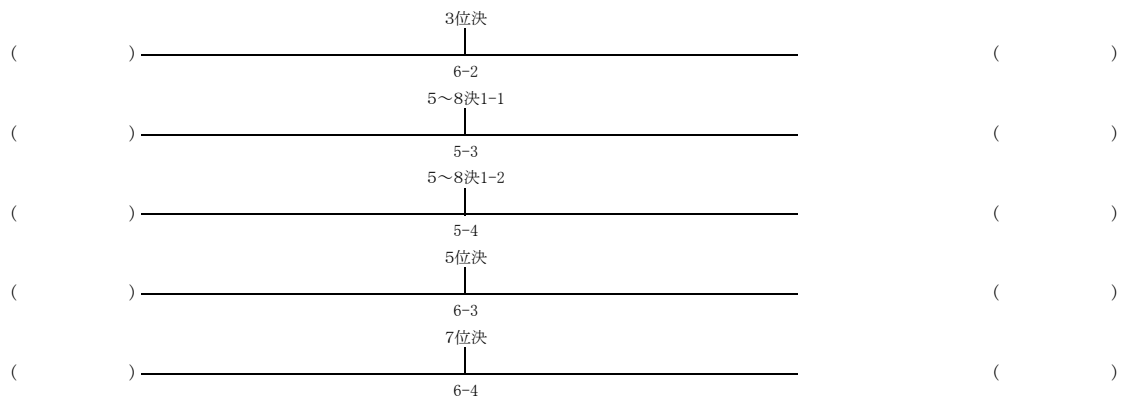 3位決
(　　　　) (　　　　)
6-2
5～8決1-1
(　　　　) (　　　　)
5-3
5～8決1-2
(　　　　) (　　　　)
5-4
5位決
(　　　　) (　　　　)
6-3
7位決
(　　　　) (　　　　)
6-4